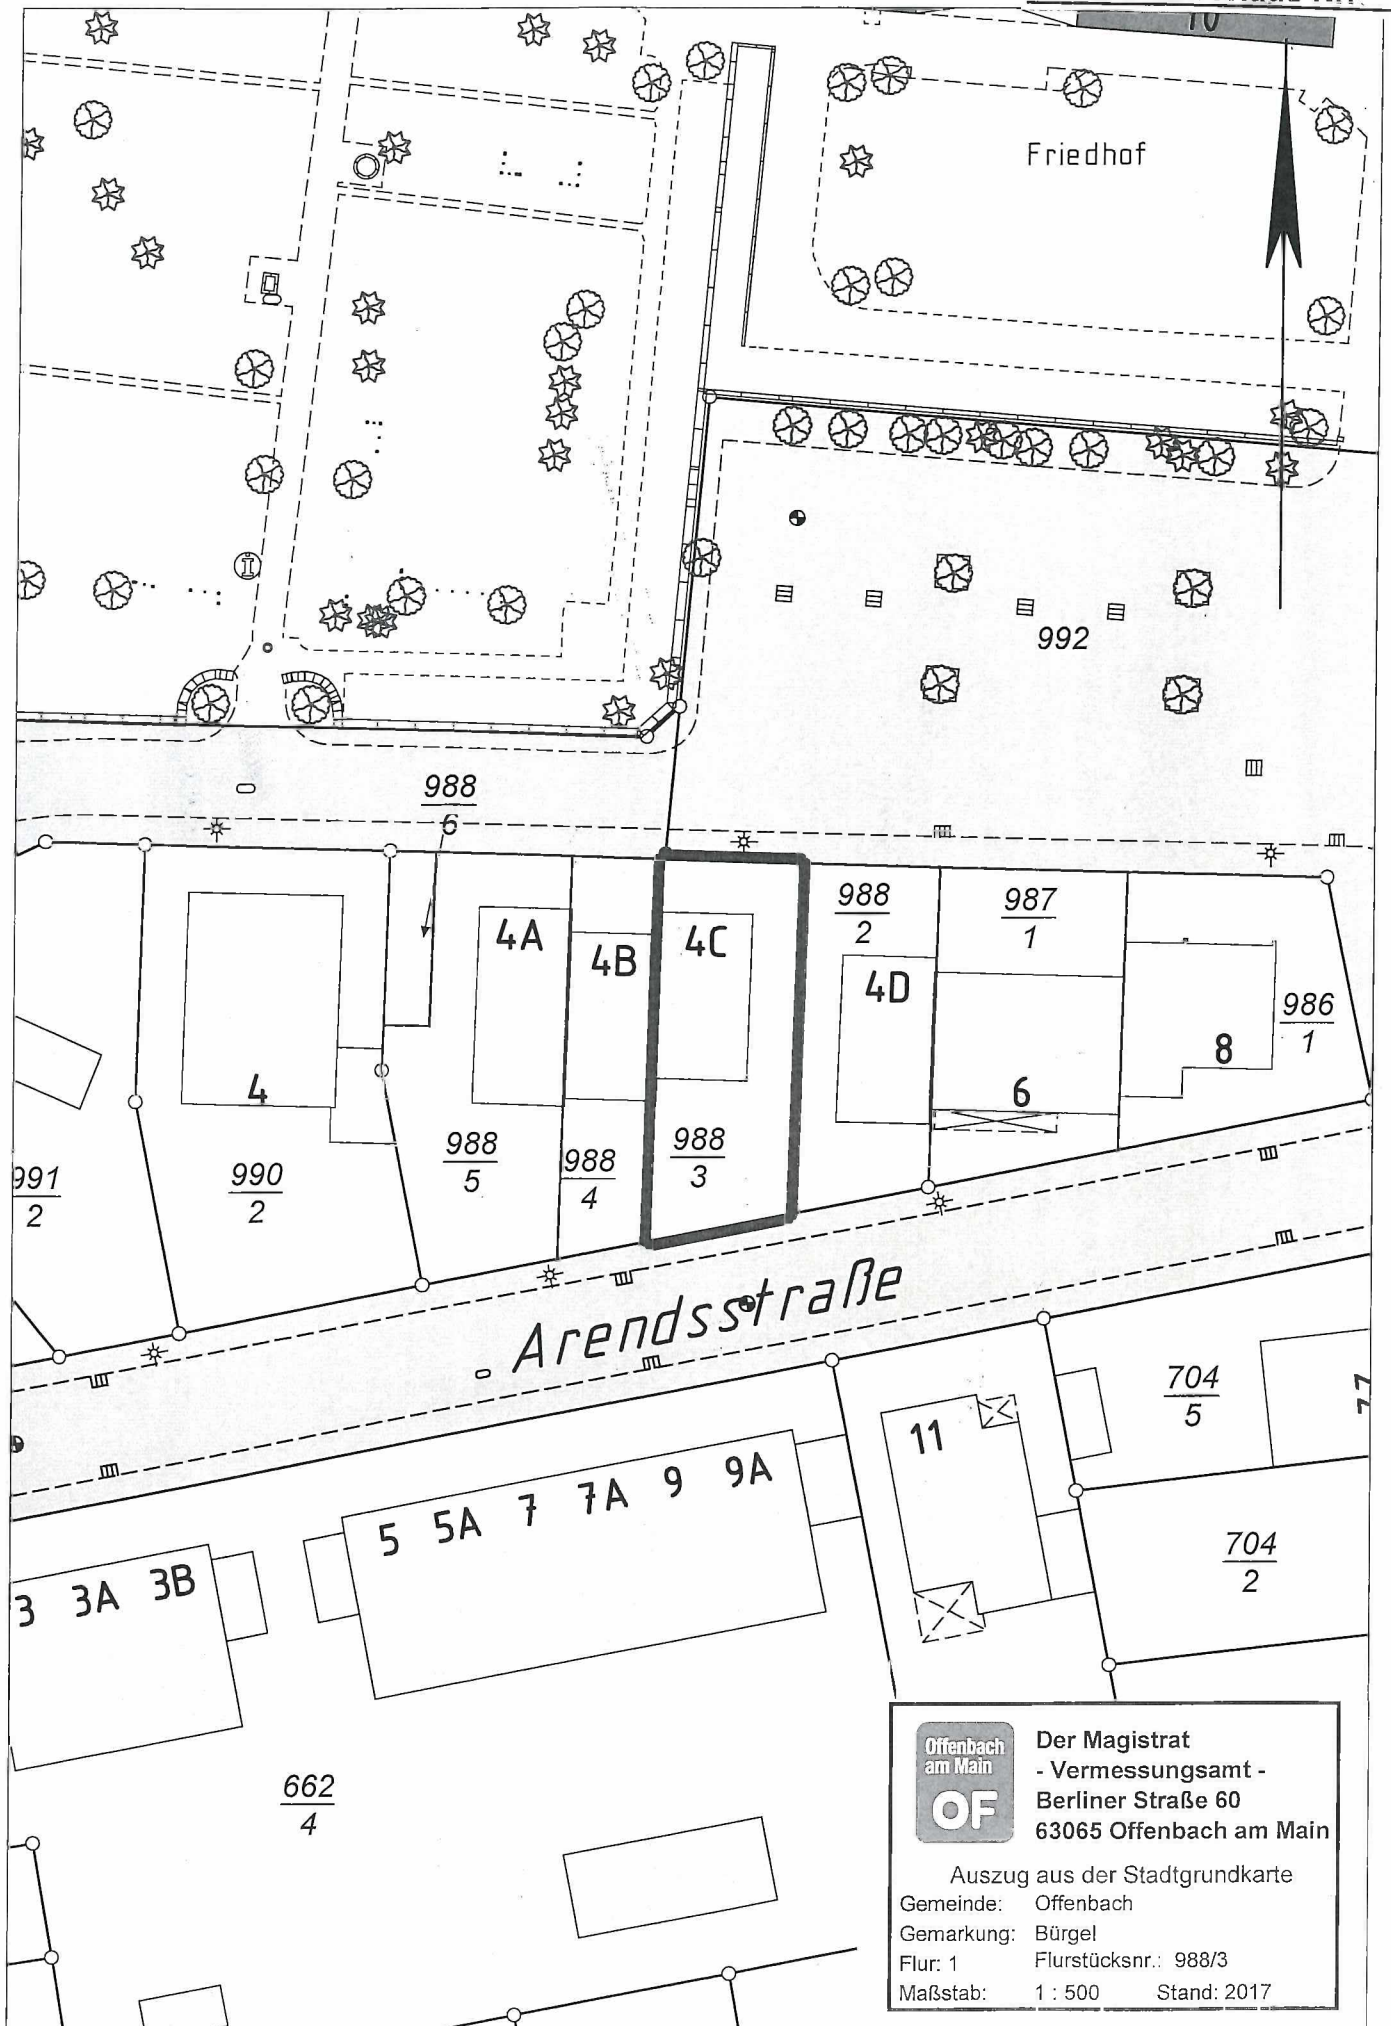 10
Friedhof
992
988
6
4A
4B
4C
988
2
987
1
4D
986
1
8
4
6
988
5
988
4
988
3
991
2
990
2
Arendsstraße
704
5
11
5 5A 7 7A 9 9A
3 3A 3B
704
2
662
4
Offenbach
am Main
OF
Der Magistrat
- Vermessungsamt -
Berliner Straße 60
63065 Offenbach am Main
Auszug aus der Stadtgrundkarte
Gemeinde: Offenbach
Gemarkung: Bürgel
Flur: 1 Flurstücksnr.: 988/3
Maßstab: 1 : 500 Stand: 2017